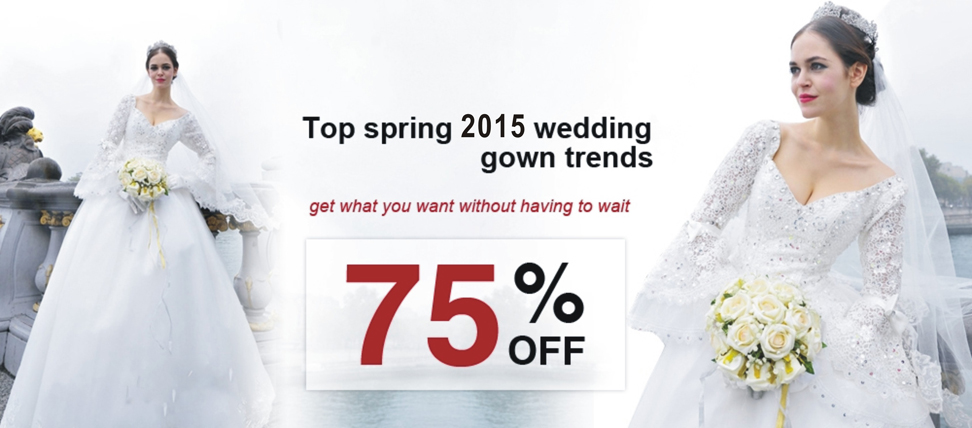 Top spring 2015 wedding
gown trends
get what you want without having to wait
75%
OFF